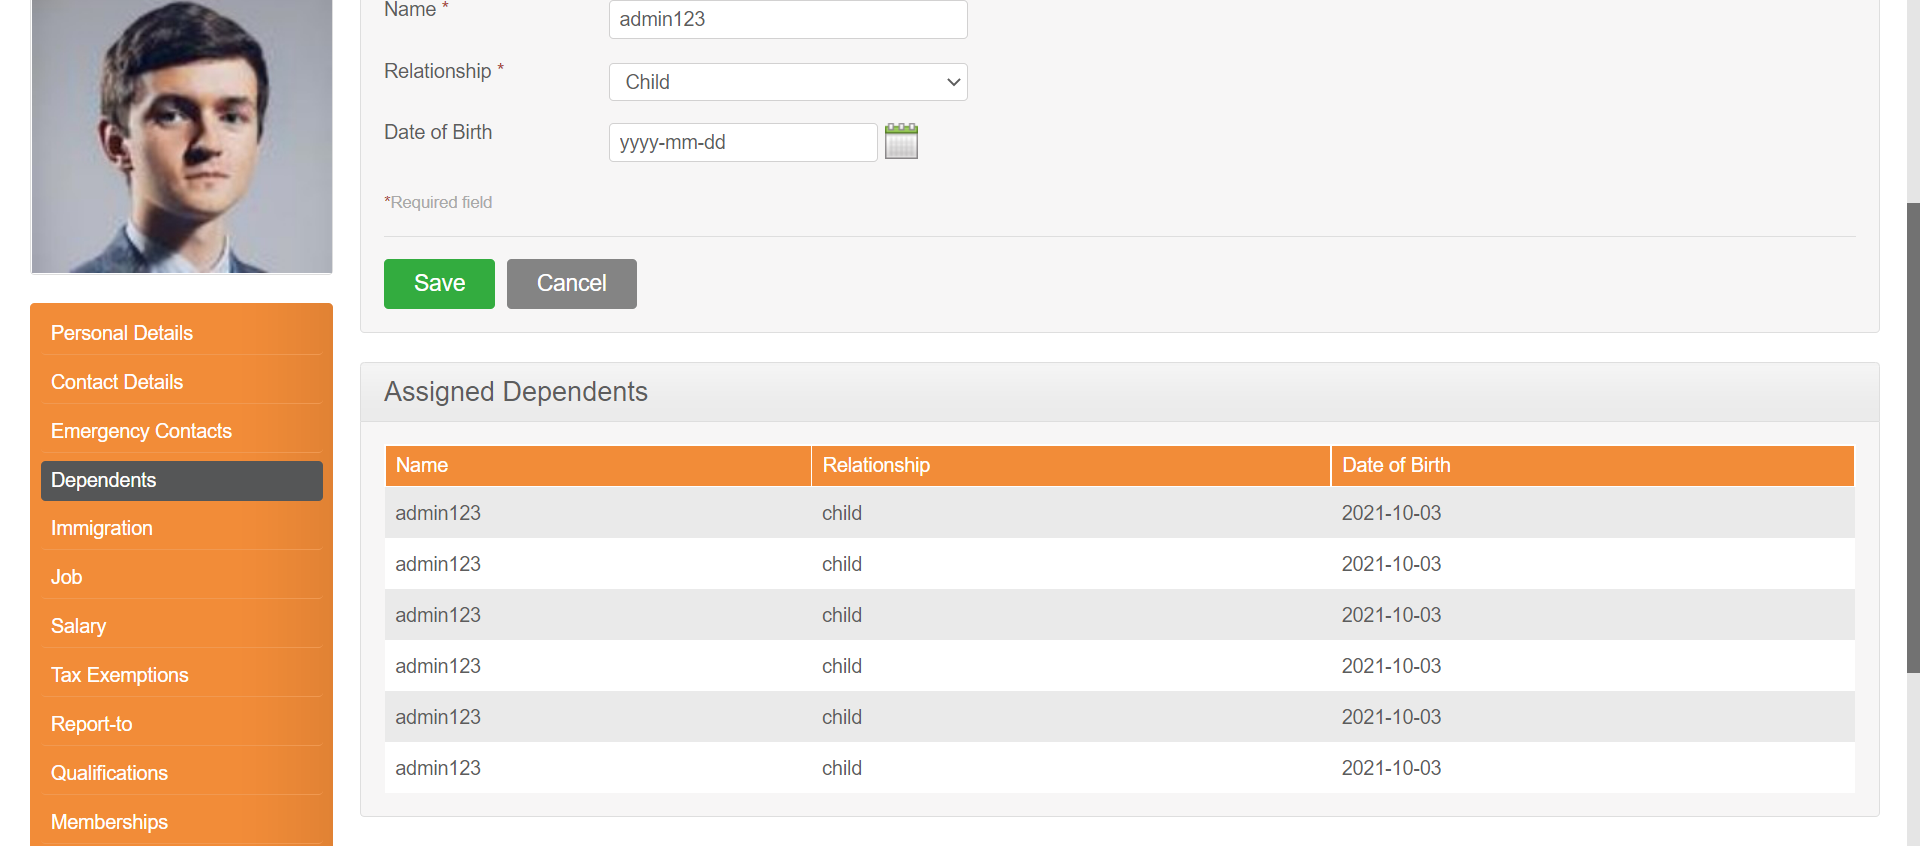 Name *
admin123
Relationship *
Child
Date of Birth
yyyy-mm-dd
*Required field
Save Cancel
Personal Details
Contact Details
Emergency Contacts
Dependents
Immigration
Job
Salary
Tax Exemptions
Report-to
Qualifications
Memberships
Assigned Dependents
Name Relationship Date of Birth
admin123 child 2021-10-03
admin123 child 2021-10-03
admin123 child 2021-10-03
admin123 child 2021-10-03
admin123 child 2021-10-03
admin123 child 2021-10-03